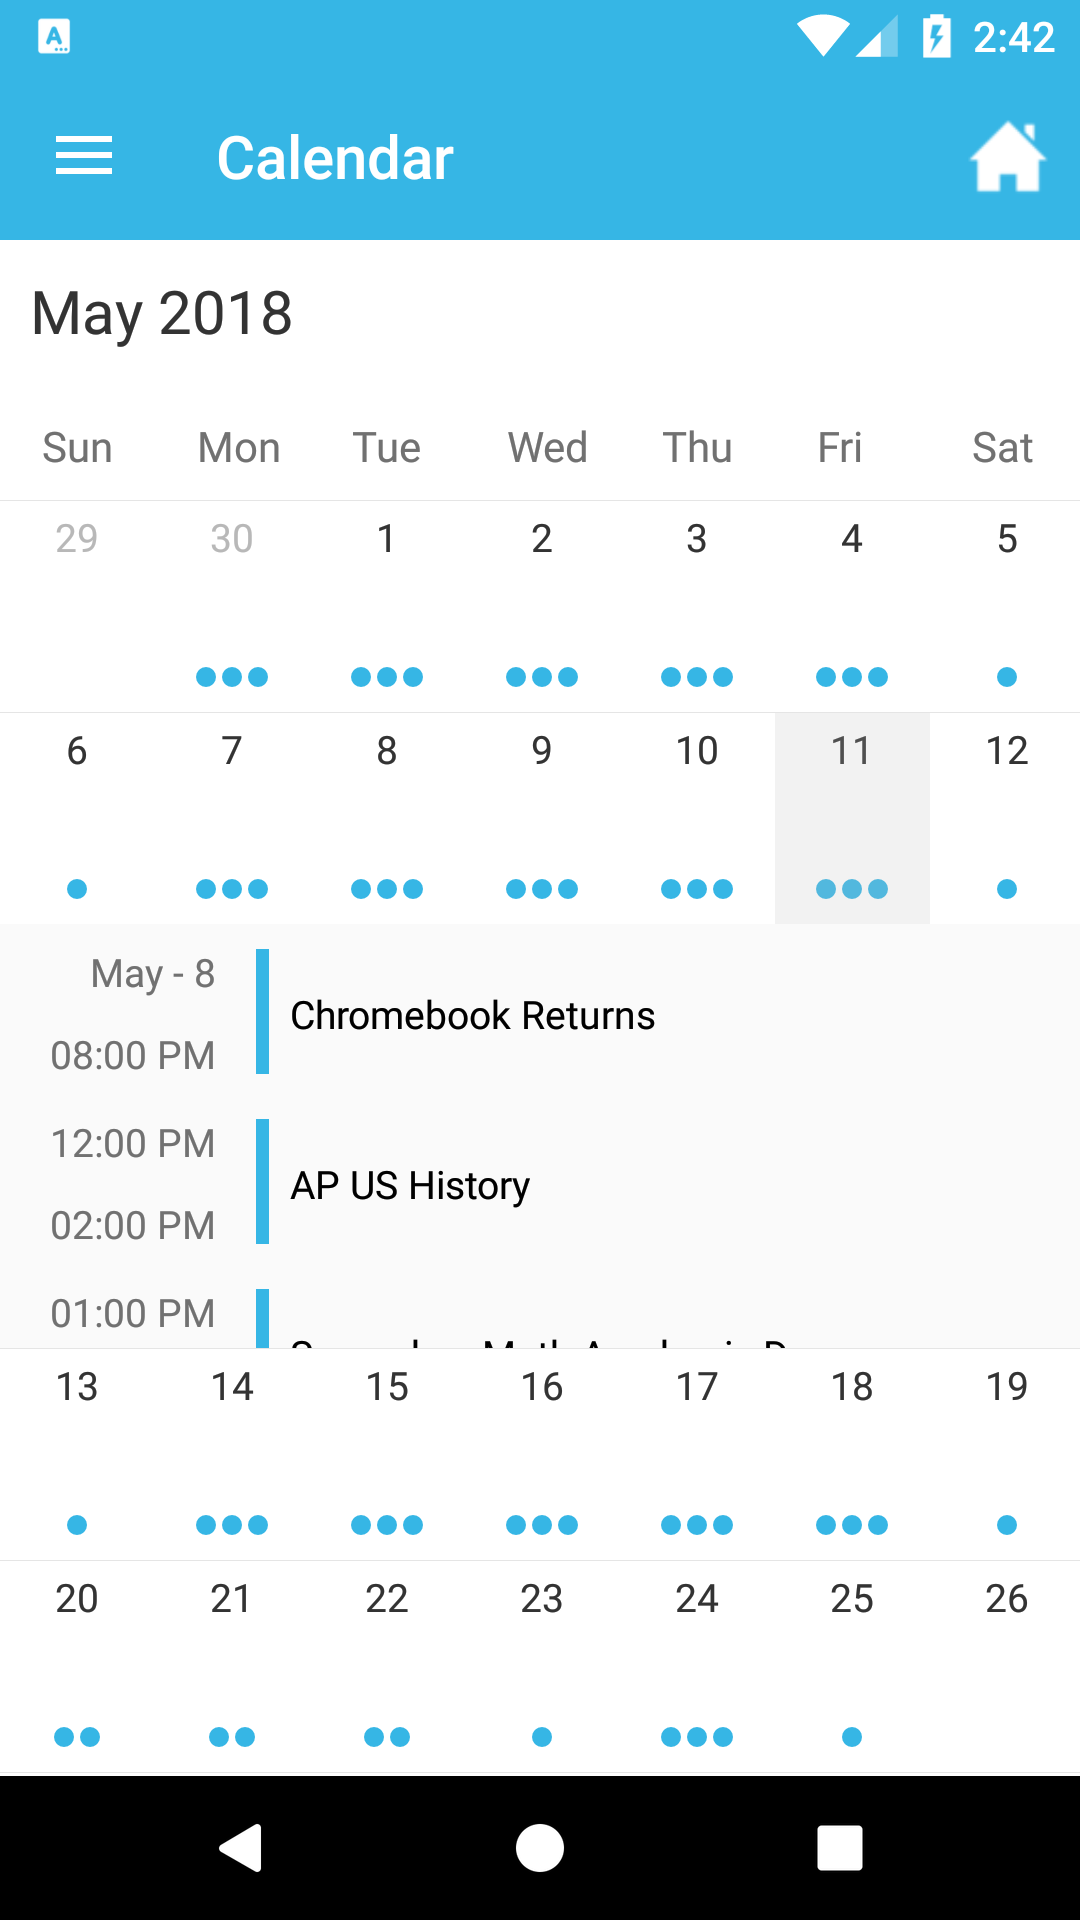 2:42
Calendar
May 2018
Sun Mon Tue Wed Thu Fri Sat
29 30 1 2 3 4 5
6 7 8 9 10 11 12
May - 8
Chromebook Returns
08:00 PM
12:00 PM
AP US History
02:00 PM
01:00 PM
13 14 15 16 17 18 19
20 21 22 23 24 25 26